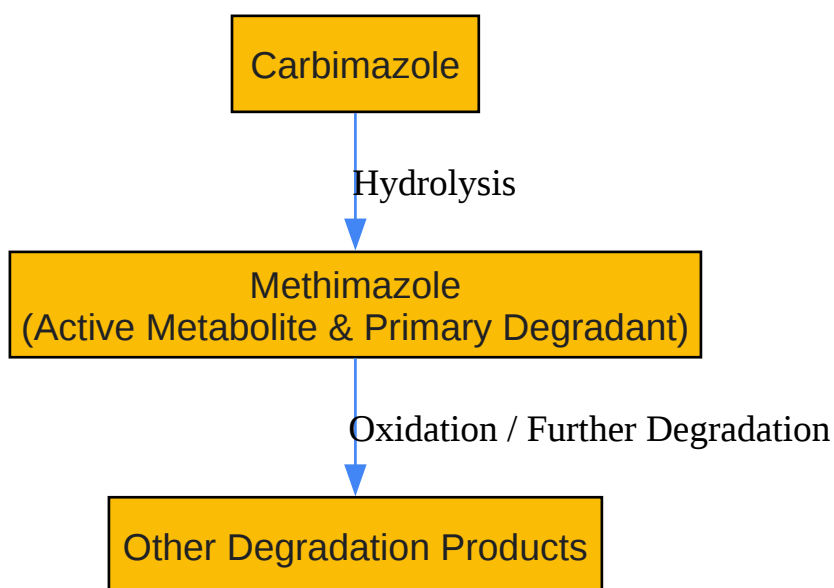 Carbimazole
Hydrolysis
Methimazole
(Active Metabolite & Primary Degradant)
Oxidation / Further Degradation
Other Degradation Products